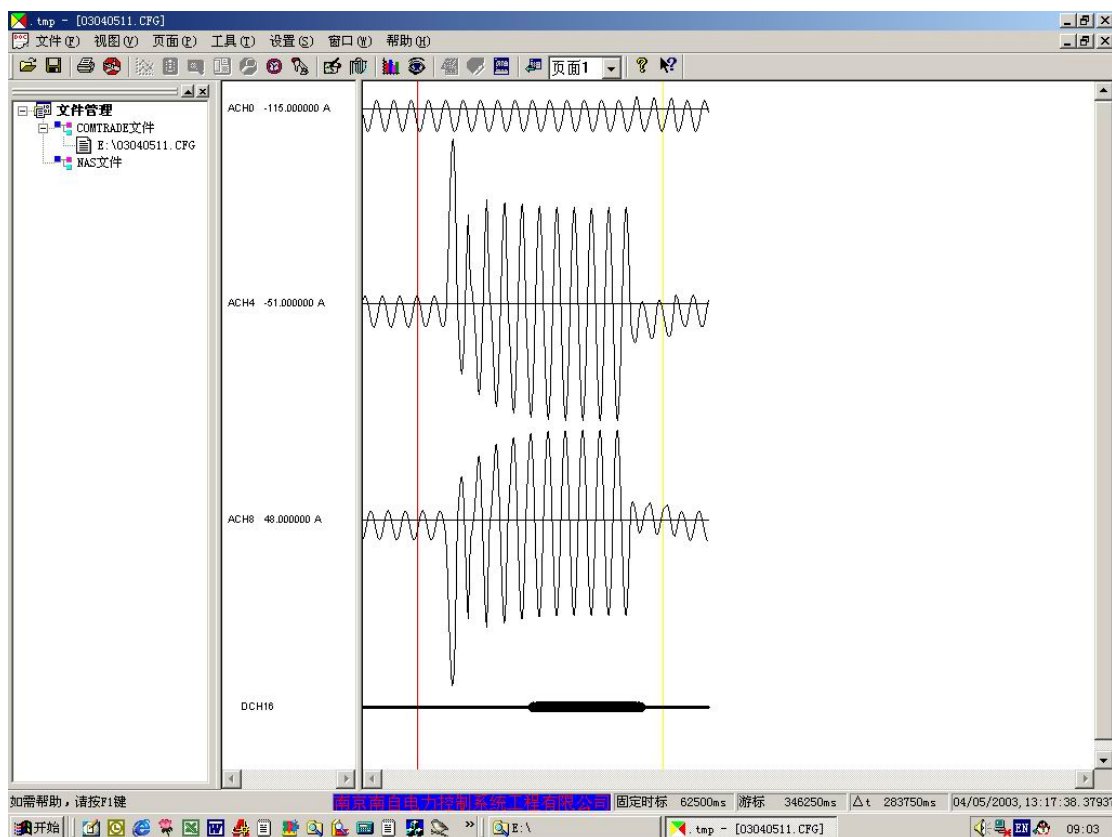 .tmp - [03040511.CFG]
文件(F) 视图(V) 页面(P) 工具(T) 设置(S) 窗口(W) 帮助(H)
页面1
文件管理
COMTRADE文件
E:\03040511.CFG
NAS文件
ACH0 -115.000000 A
ACH4 -51.000000 A
ACH8 48.000000 A
DCH16
如需帮助，请按F1键
南京南自电力控制系统工程有限公司
固定时标 62500ms
游标 346250ms
Δt 283750ms
04/05/2003,13:17:38.3793
开始
E:\
.tmp - [03040511.CFG]
EN
09:03